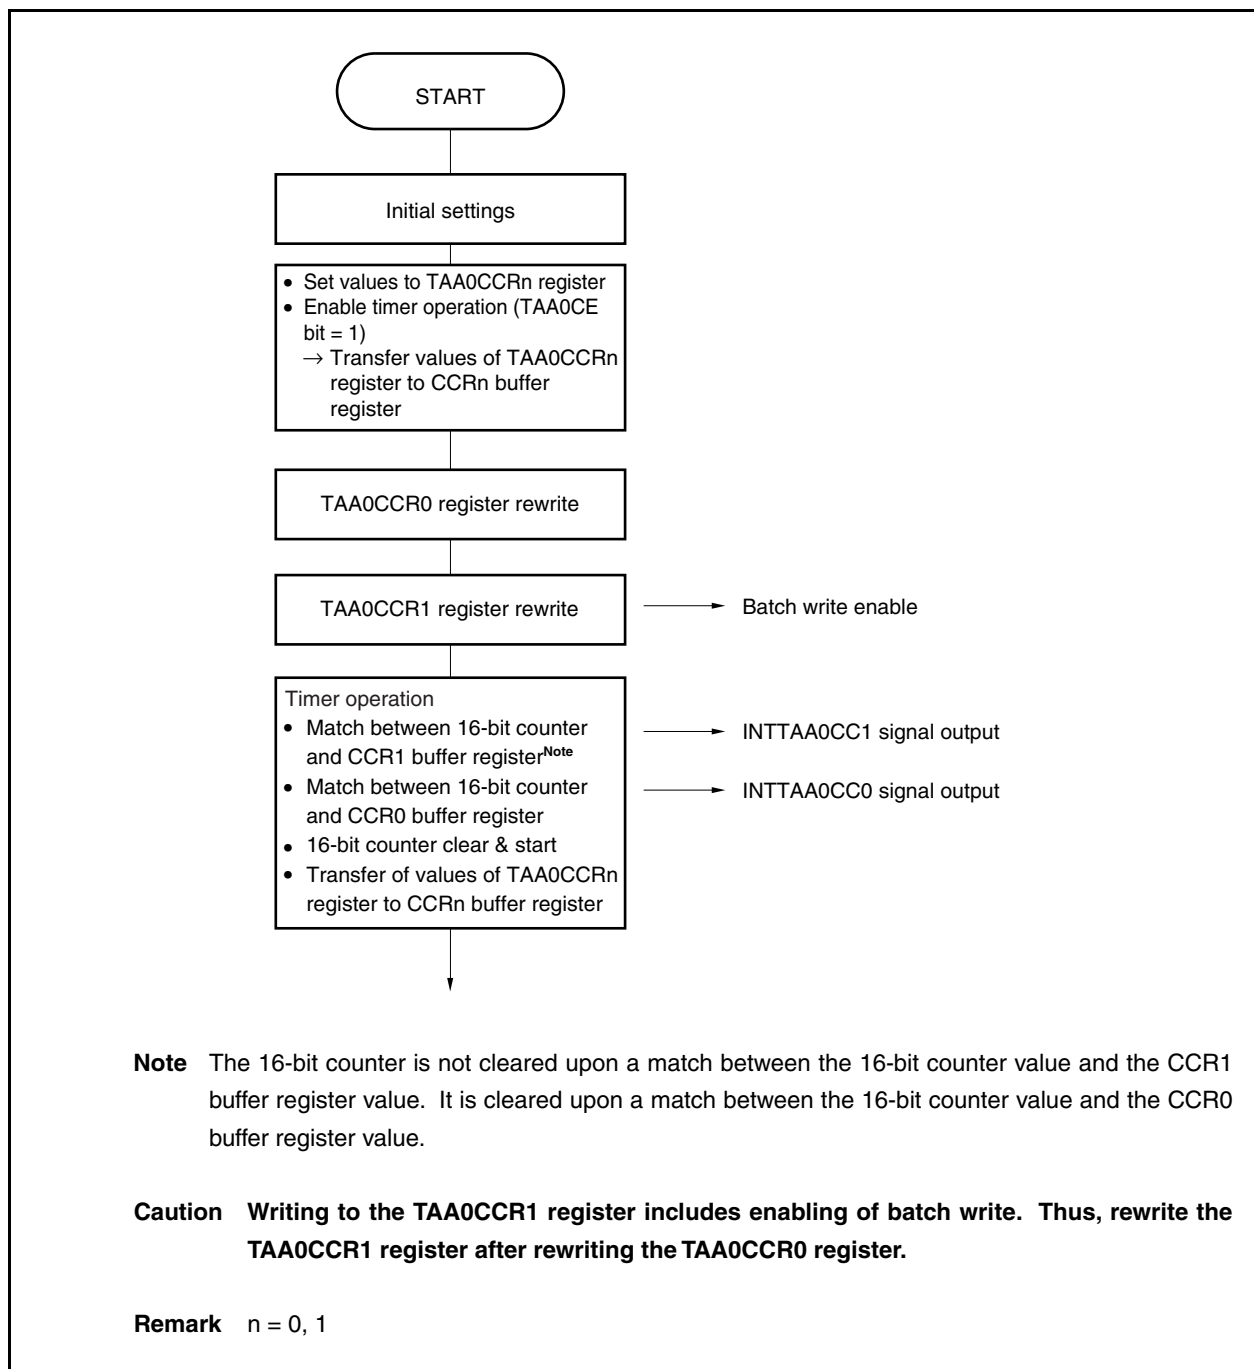 START
Initial settings
• Set values to TAA0CCRn register
• Enable timer operation (TAA0CE
bit = 1)
→ Transfer values of TAA0CCRn
register to CCRn buffer
register
TAA0CCR0 register rewrite
TAA0CCR1 register rewrite
Batch write enable
Timer operation
• Match between 16-bit counter
and CCR1 buffer registerNote
INTTAA0CC1 signal output
• Match between 16-bit counter
and CCR0 buffer register
INTTAA0CC0 signal output
• 16-bit counter clear & start
• Transfer of values of TAA0CCRn
register to CCRn buffer register
Note The 16-bit counter is not cleared upon a match between the 16-bit counter value and the CCR1
buffer register value. It is cleared upon a match between the 16-bit counter value and the CCR0
buffer register value.
Caution Writing to the TAA0CCR1 register includes enabling of batch write. Thus, rewrite the
TAA0CCR1 register after rewriting the TAA0CCR0 register.
Remark n = 0, 1